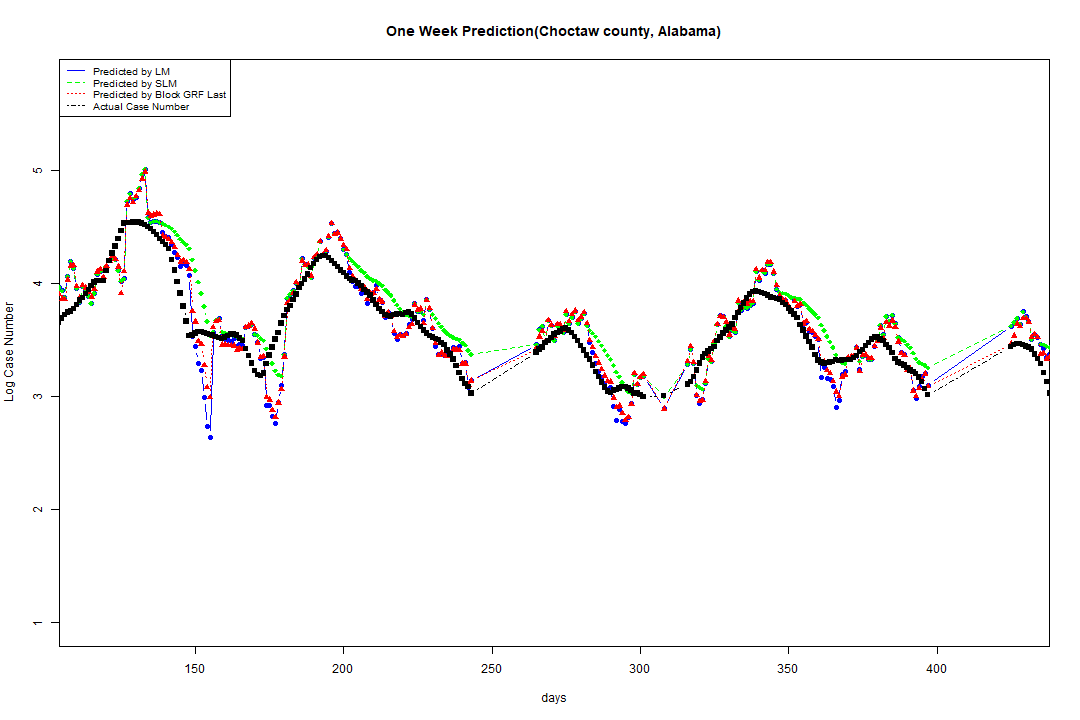 One Week Prediction(Choctaw county, Alabama)
Predicted by LM
Predicted by SLM
Predicted by Block GRF Last
Actual Case Number
Log Case Number
5
4
3
2
1
150 200 250 300 350 400
days